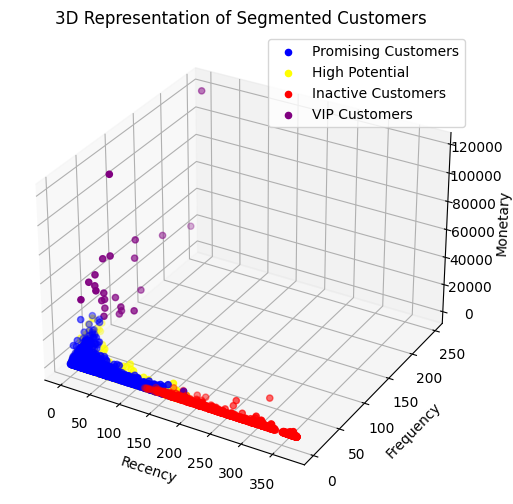 3D Representation of Segmented Customers
Promising Customers
High Potential
Inactive Customers
VIP Customers
120000
100000
80000
60000
40000
20000
0
Monetary
250
200
150
100
50
0
Frequency
0
50
100
150
200
250
300
350
Recency